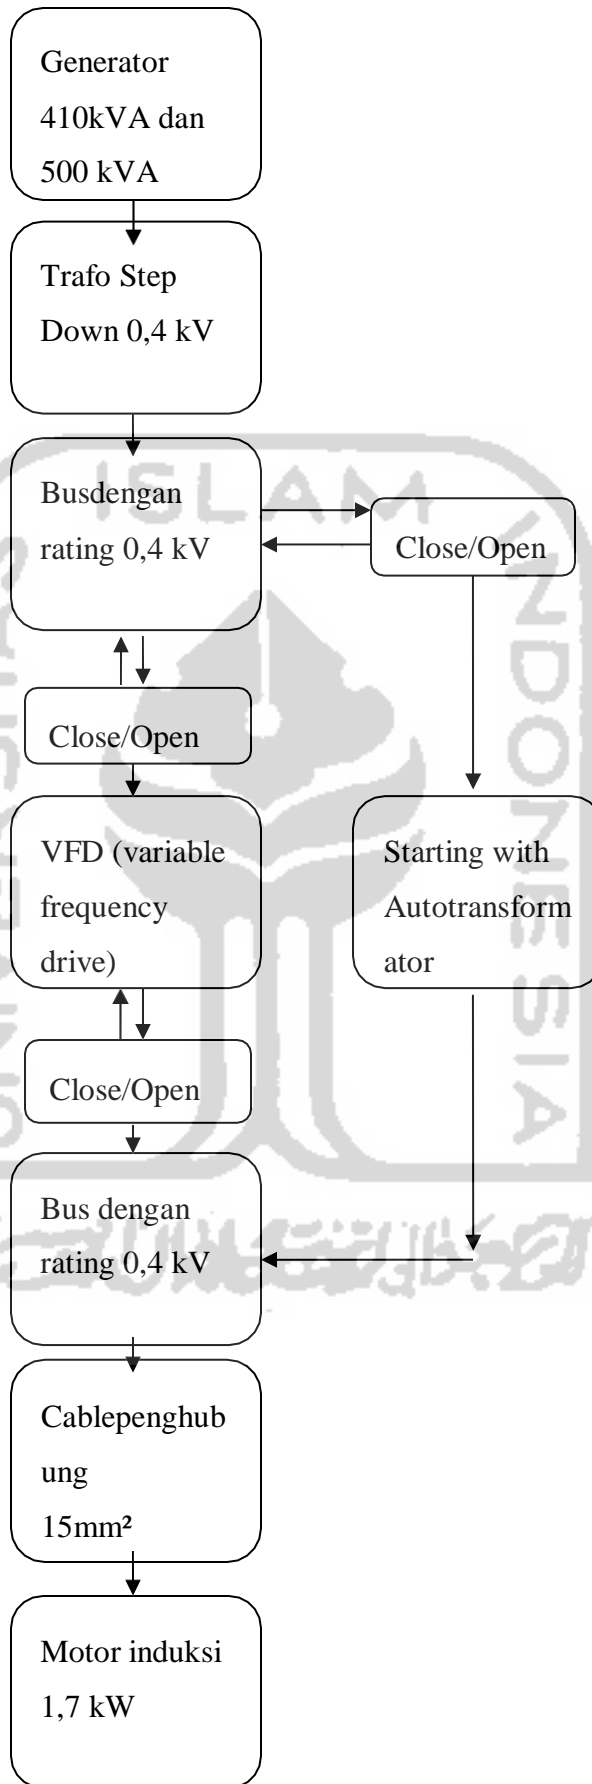 Generator
410kVA dan
500 kVA
Trafo Step
Down 0,4 kV
Busdengan
rating 0,4 kV
Close/Open
Close/Open
VFD (variable
frequency
drive)
Starting with
Autotransform
ator
Close/Open
Bus dengan
rating 0,4 kV
Cablepenghub
ung
15mm²
Motor induksi
1,7 kW
ISLAM
INDONESIA